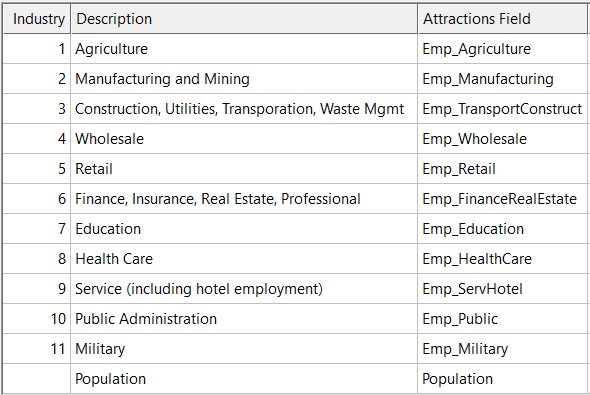 Industry Description Attractions Field
1 Agriculture Emp_Agriculture
2 Manufacturing and Mining Emp_Manufacturing
3 Construction, Utilities, Transporation, Waste Mgmt Emp_TransportConstruct
4 Wholesale Emp_Wholesale
5 Retail Emp_Retail
6 Finance, Insurance, Real Estate, Professional Emp_FinanceRealEstate
7 Education Emp_Education
8 Health Care Emp_HealthCare
9 Service (including hotel employment) Emp_ServHotel
10 Public Administration Emp_Public
11 Military Emp_Military
Population Population